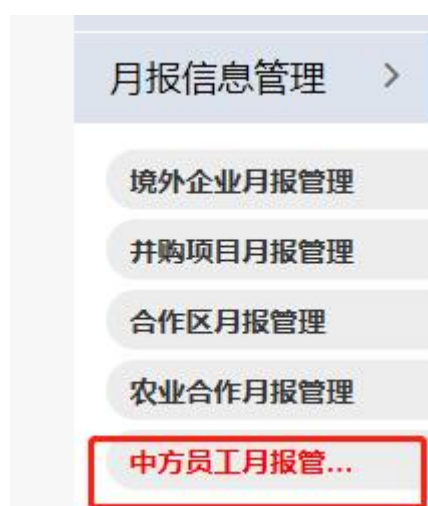 月报信息管理 >
境外企业月报管理
并购项目月报管理
合作区月报管理
农业合作月报管理
中方员工月报管...